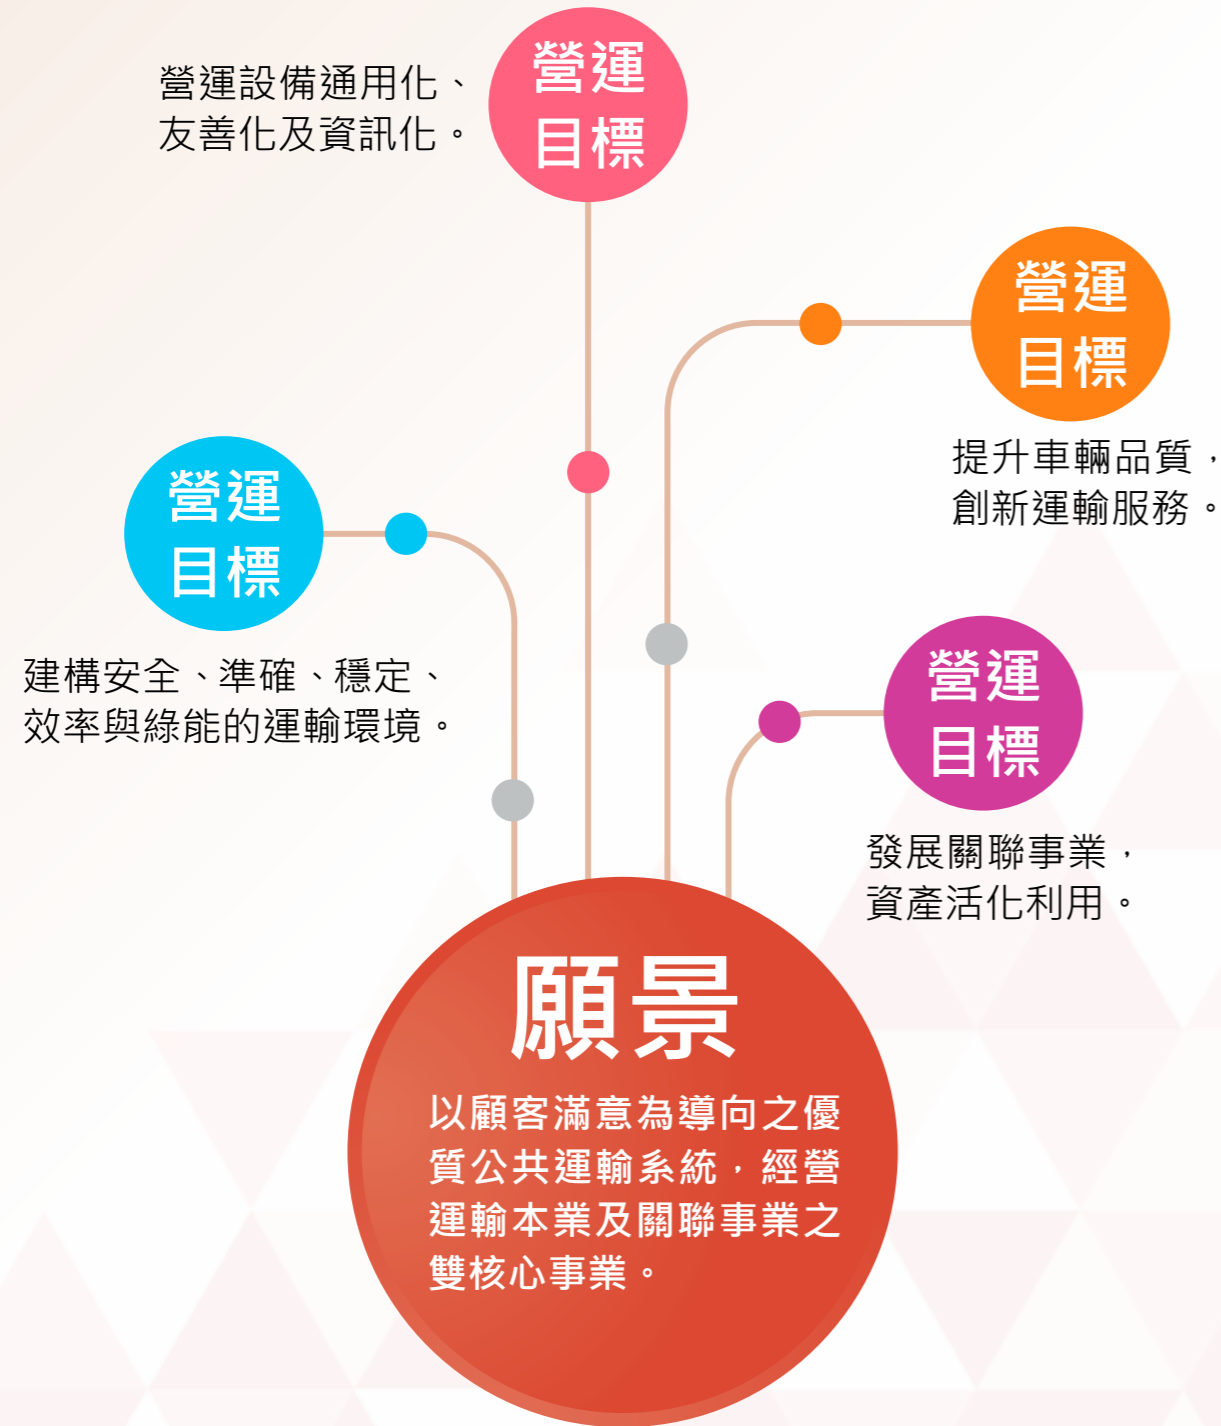 營運
目標
營運設備通用化、
友善化及資訊化。
營運
目標
提升車輛品質，
創新運輸服務。
營運
目標
建構安全、準確、穩定、
效率與綠能的運輸環境。
營運
目標
發展關聯事業，
資產活化利用。
願景
以顧客滿意為導向之優
質公共運輸系統，經營
運輸本業及關聯事業之
雙核心事業。